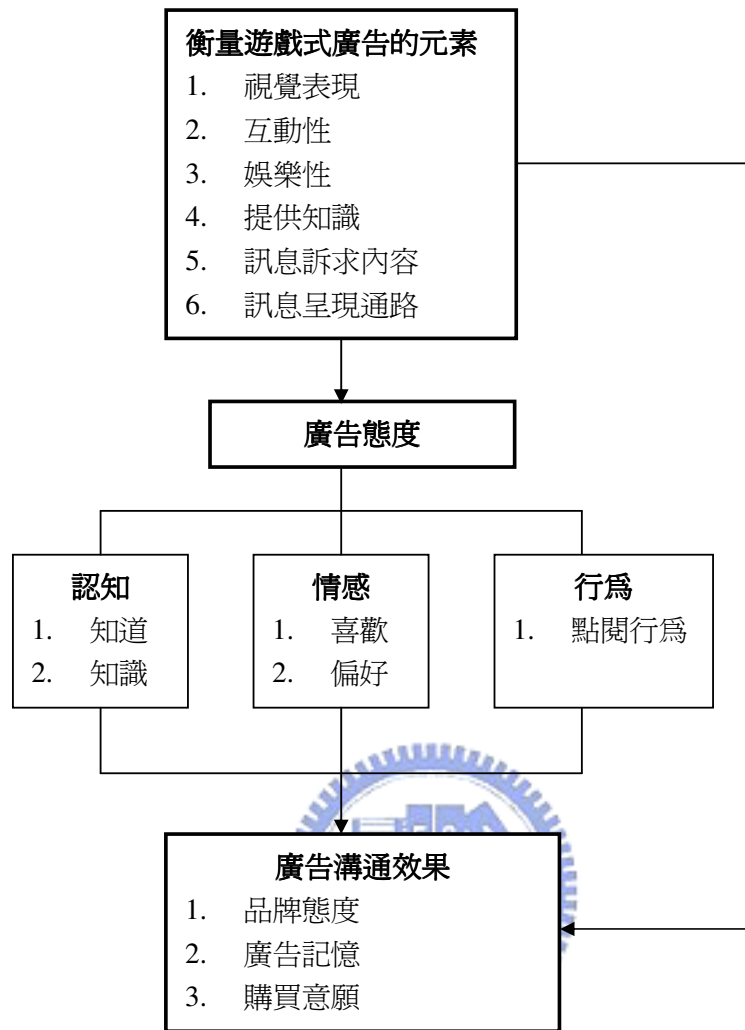 衡量遊戲式廣告的元素
1. 視覺表現
2. 互動性
3. 娛樂性
4. 提供知識
5. 訊息訴求內容
6. 訊息呈現通路
廣告態度
認知
1. 知道
2. 知識
情感
1. 喜歡
2. 偏好
行為
1. 點閱行為
廣告溝通效果
1. 品牌態度
2. 廣告記憶
3. 購買意願